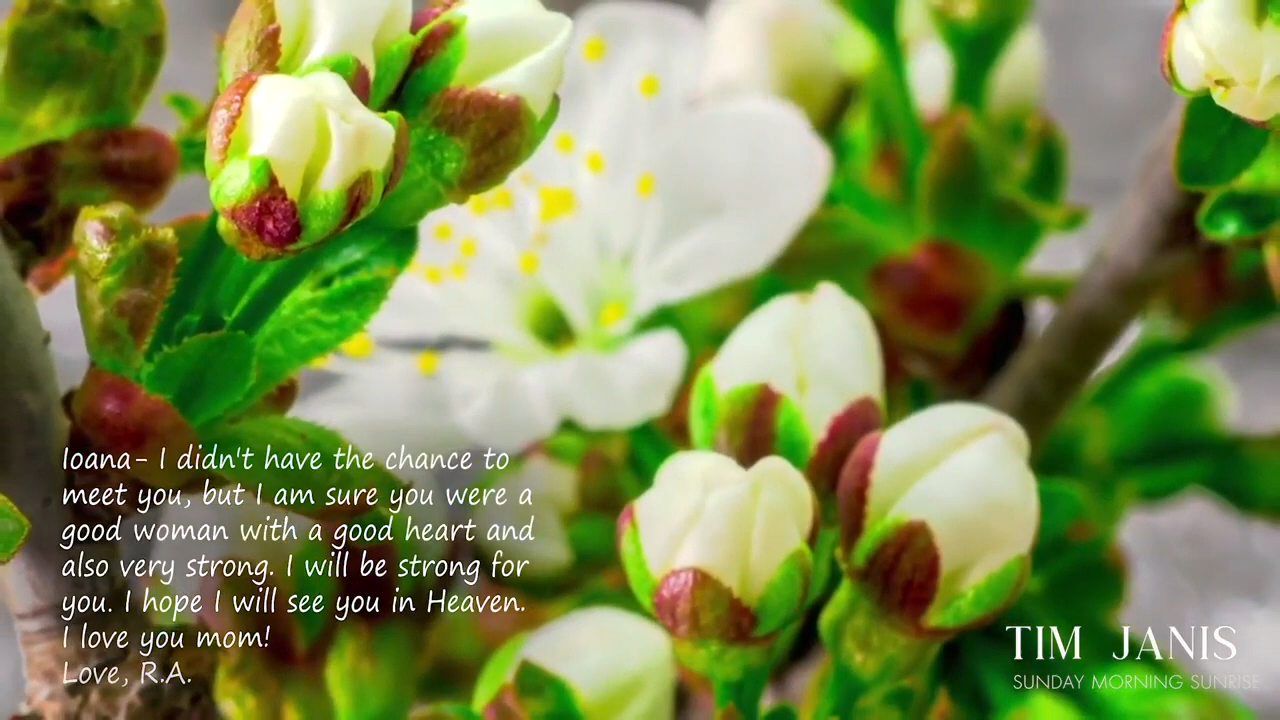 Ioana- I didn't have the chance to
meet you, but I am sure you were a
good woman with a good heart and
also very strong. I will be strong for
you. I hope I will see you in Heaven.
I love you mom!
Love, R.A.
TIM JANIS
SUNDAY MORNING SUNRISE